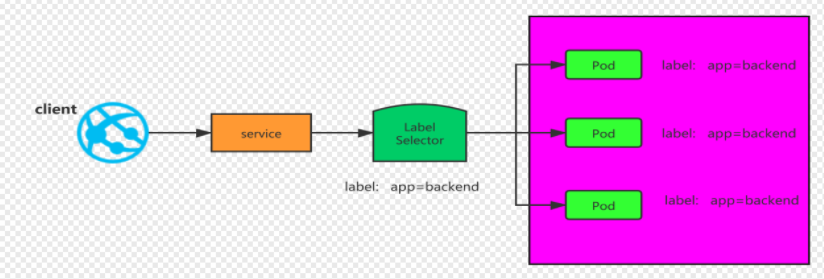 client
service
Label
Selector
label: app=backend
Pod
label: app=backend
Pod
label: app=backend
Pod
label: app=backend